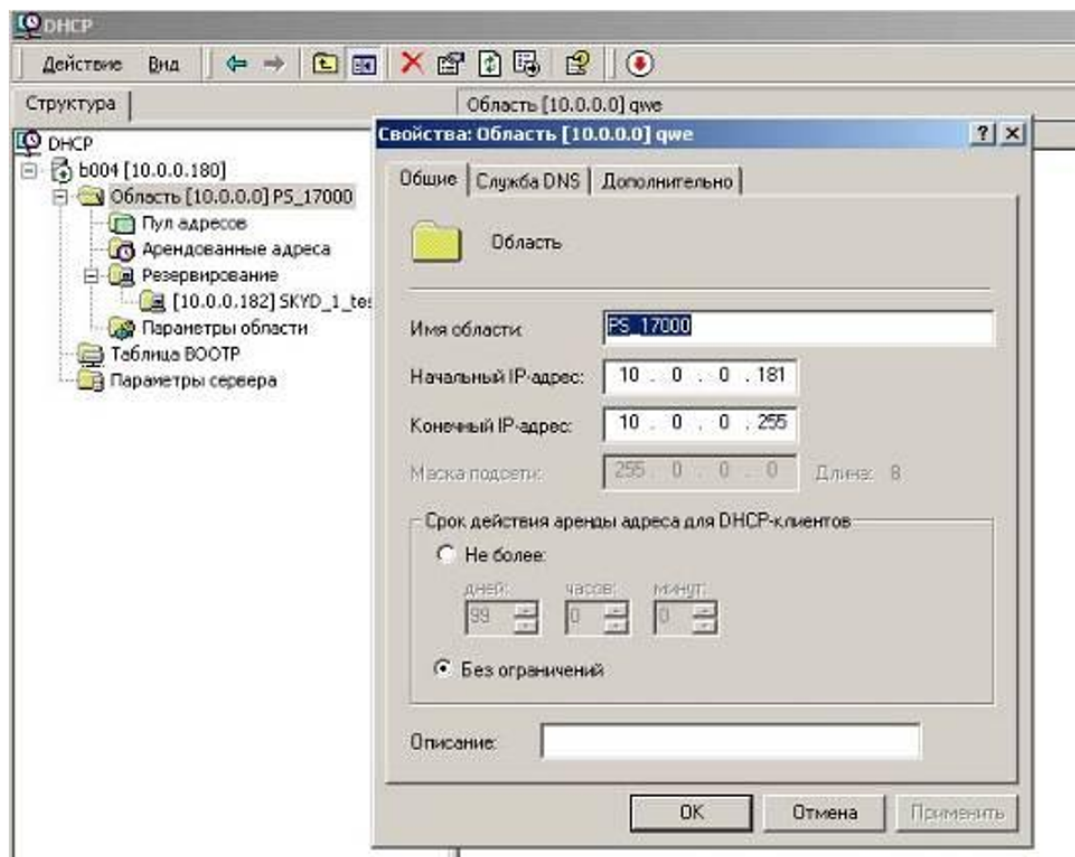 DHCP
Действие Вид
Структура
Область [10.0.0.0] qwe
DHCP
b004 [10.0.0.180]
Область [10.0.0.0] PS_17000
Пул адресов
Арендованные адреса
Резервирование
[10.0.0.182] SKYD_1_tes
Параметры области
Таблица BOOTP
Параметры сервера
Свойства: Область [10.0.0.0] qwe
Общие Служба DNS Дополнительно
Область
Имя области: PS_17000
Начальный IP-адрес: 10 . 0 . 0 . 181
Конечный IP-адрес: 10 . 0 . 0 . 255
Маска подсети: 255 . 0 . 0 . 0 Длина: 8
Срок действия аренды адреса для DHCP-клиентов
Не более:
дней: часов: минут:
99 0 0
Без ограничений
Описание:
OK Отмена Применить